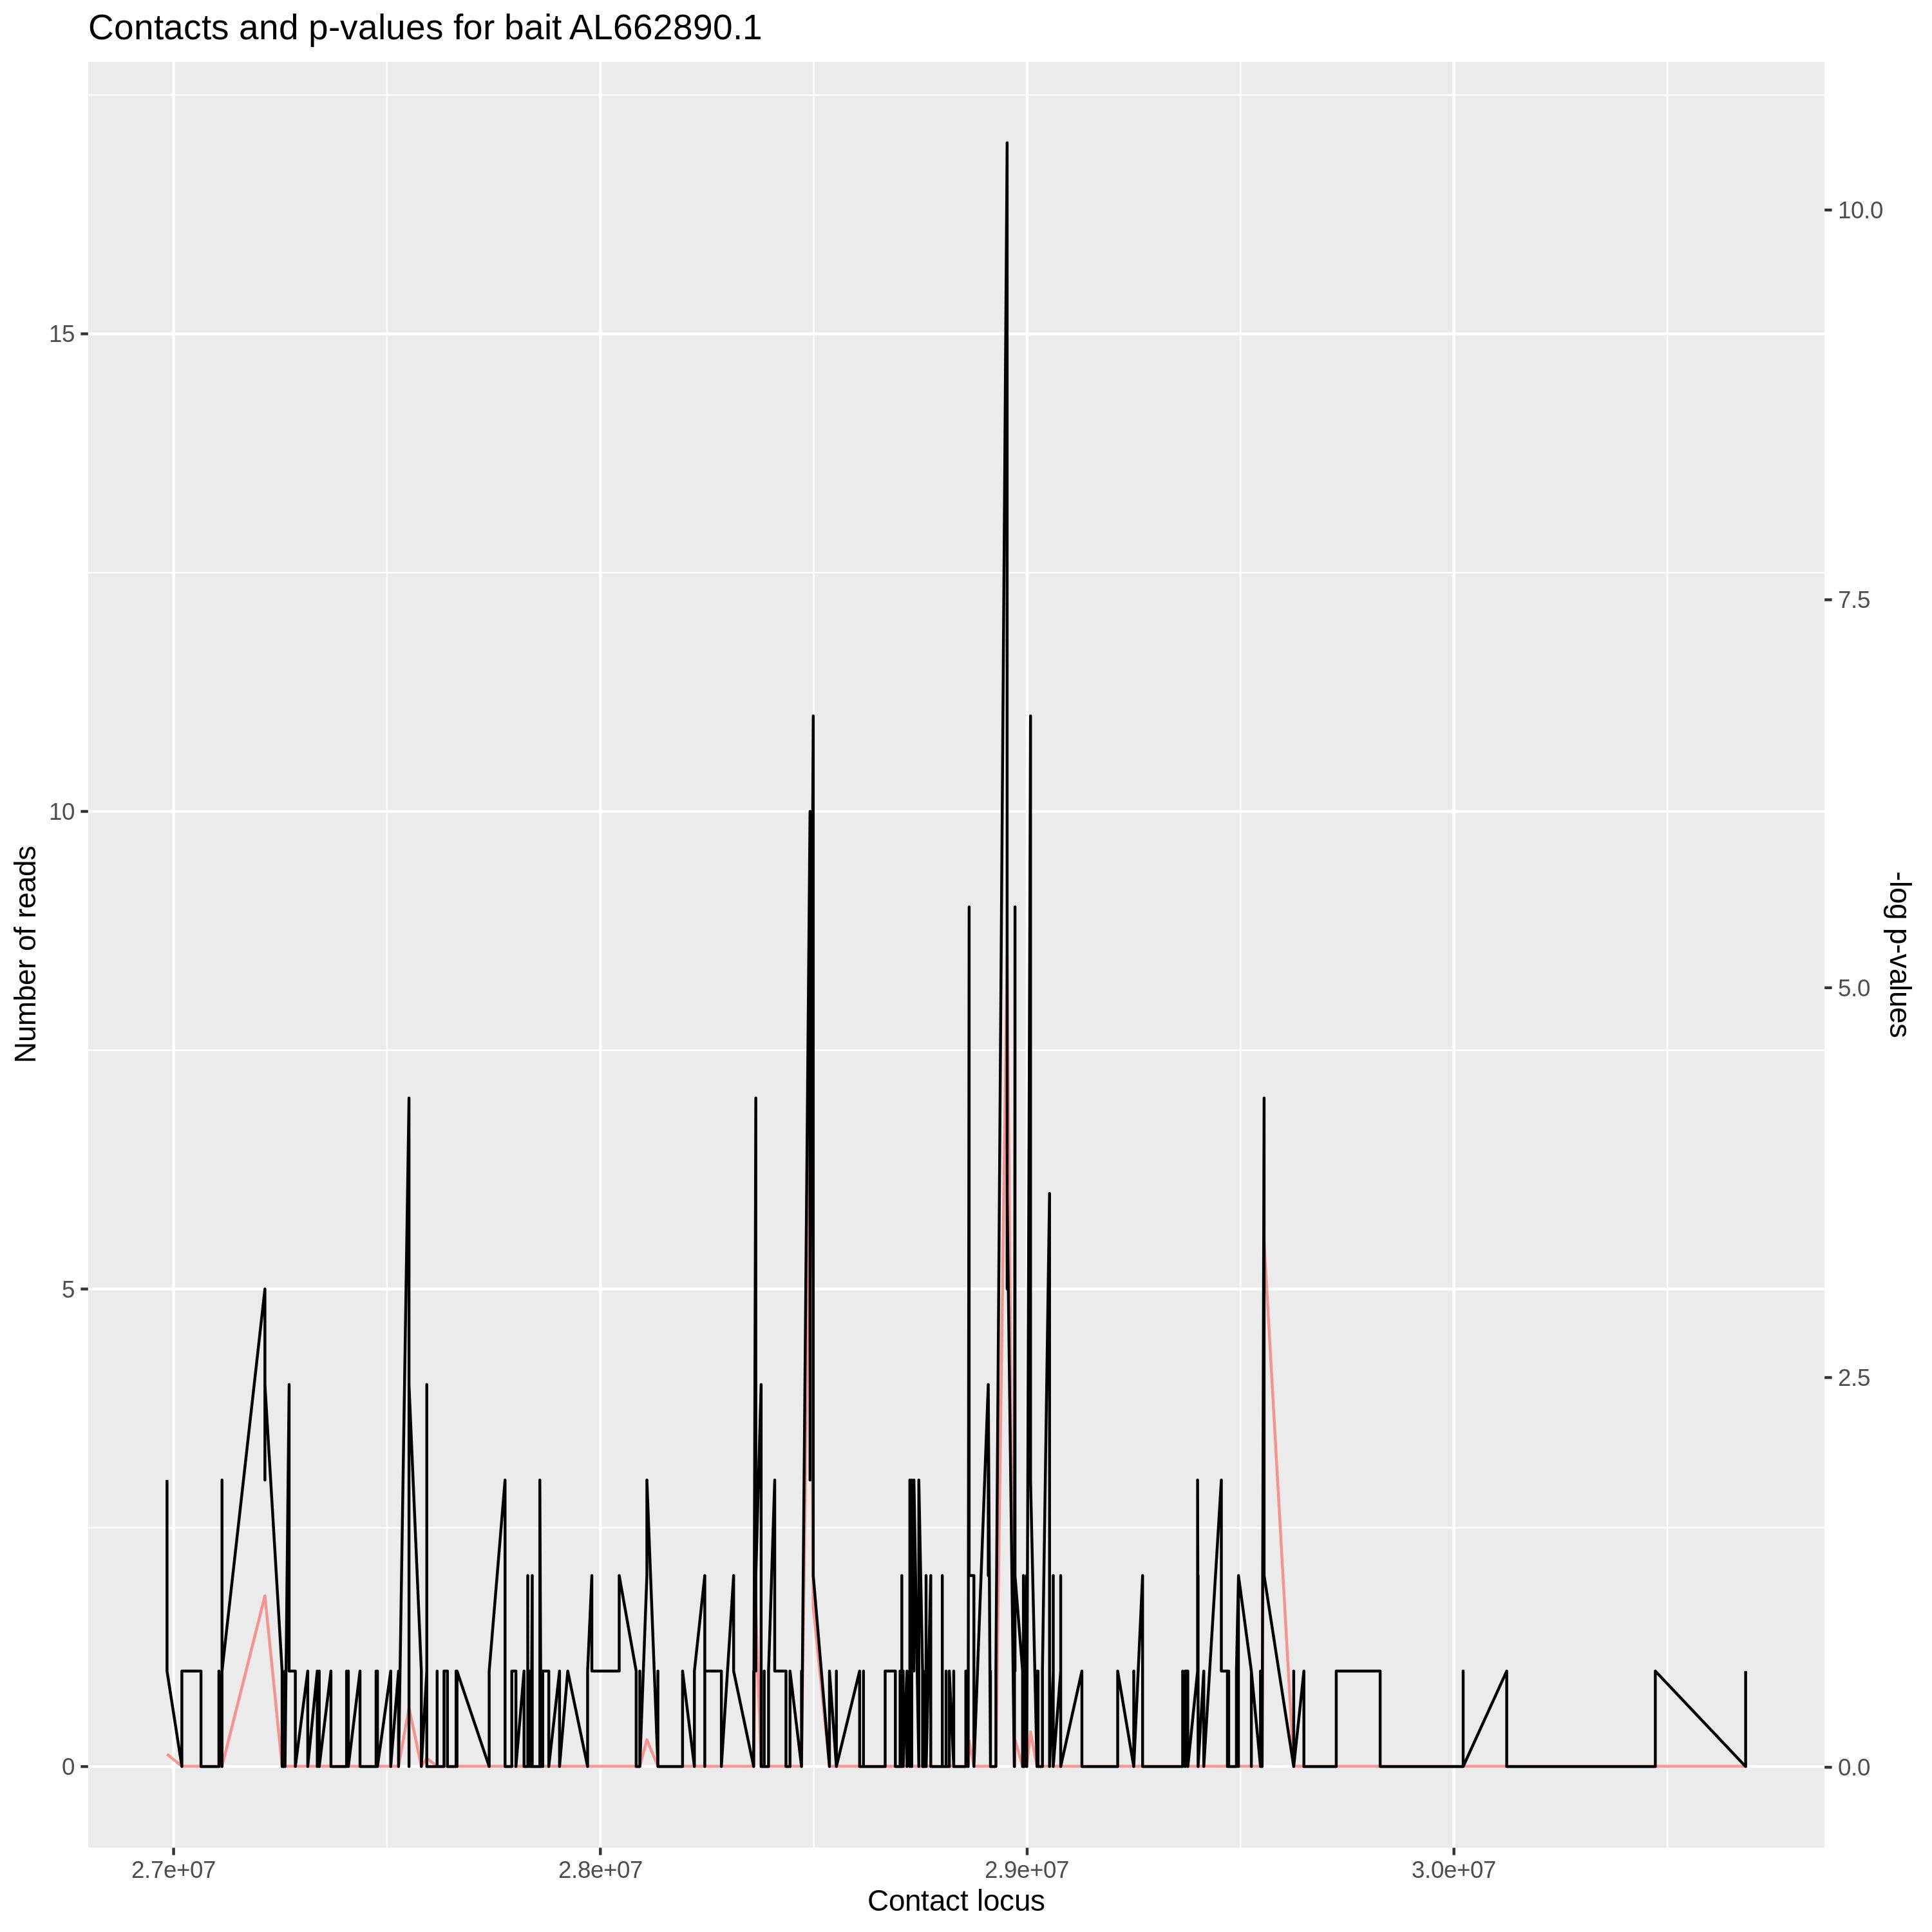 Contacts and p-values for bait AL662890.1
15
10
5
0
Number of reads
10.0
7.5
5.0
2.5
0.0
-log p-values
2.7e+07
2.8e+07
2.9e+07
3.0e+07
Contact locus